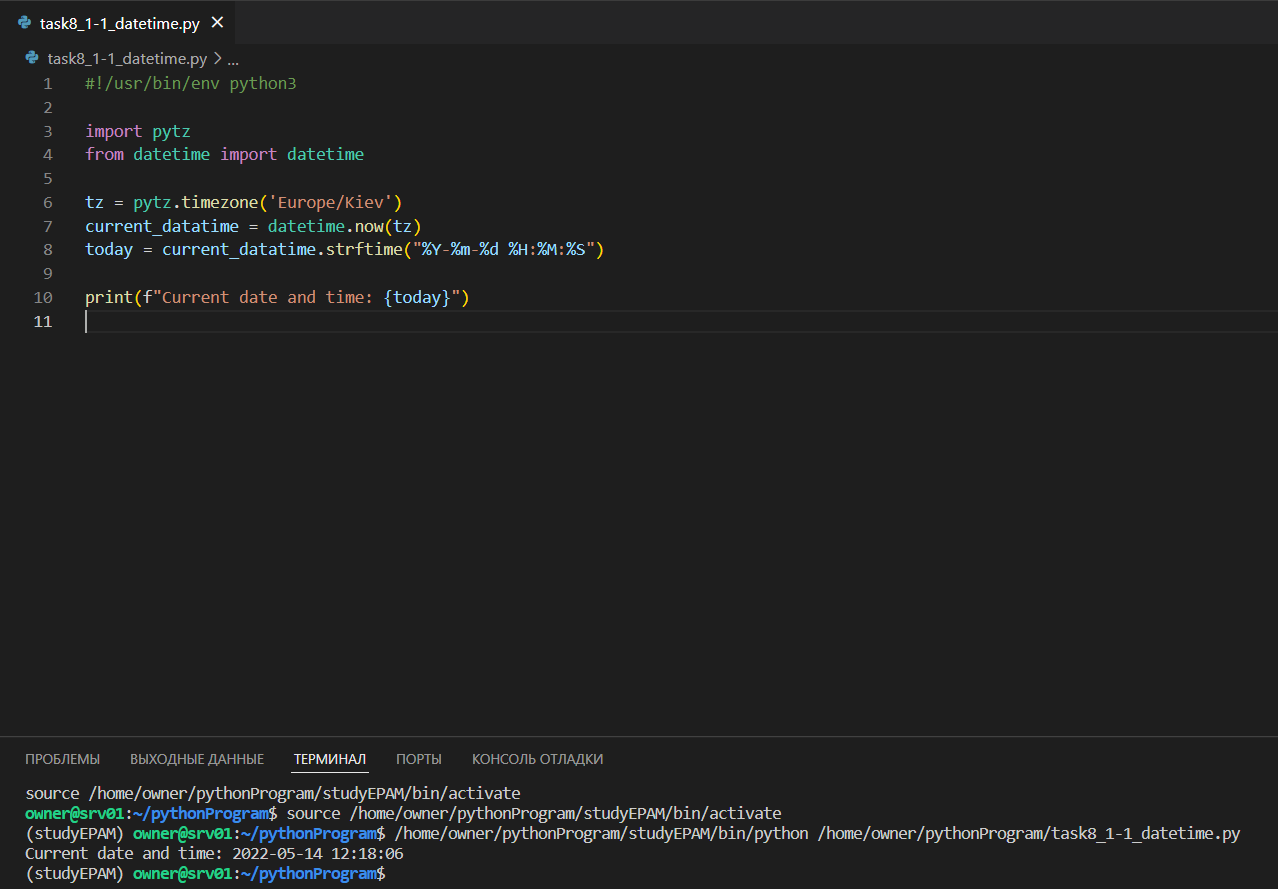 task8_1-1_datetime.py ×
task8_1-1_datetime.py > ...
1 #!/usr/bin/env python3
2
3 import pytz
4 from datetime import datetime
5
6 tz = pytz.timezone('Europe/Kiev')
7 current_datatime = datetime.now(tz)
8 today = current_datatime.strftime("%Y-%m-%d %H:%M:%S")
9
10 print(f"Current date and time: {today}")
11
ПРОБЛЕМЫ ВЫХОДНЫЕ ДАННЫЕ ТЕРМИНАЛ ПОРТЫ КОНСОЛЬ ОТЛАДКИ
source /home/owner/pythonProgram/studyEPAM/bin/activate
owner@srv01:~/pythonProgram$ source /home/owner/pythonProgram/studyEPAM/bin/activate
(studyEPAM) owner@srv01:~/pythonProgram$ /home/owner/pythonProgram/studyEPAM/bin/python /home/owner/pythonProgram/task8_1-1_datetime.py
Current date and time: 2022-05-14 12:18:06
(studyEPAM) owner@srv01:~/pythonProgram$